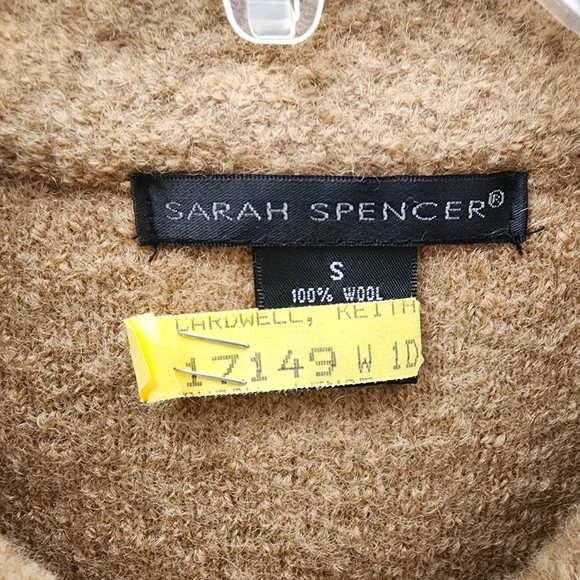 SARAH SPENCER®
S
100% WOOL
CARDWELL, KEITH
17149 W 1D